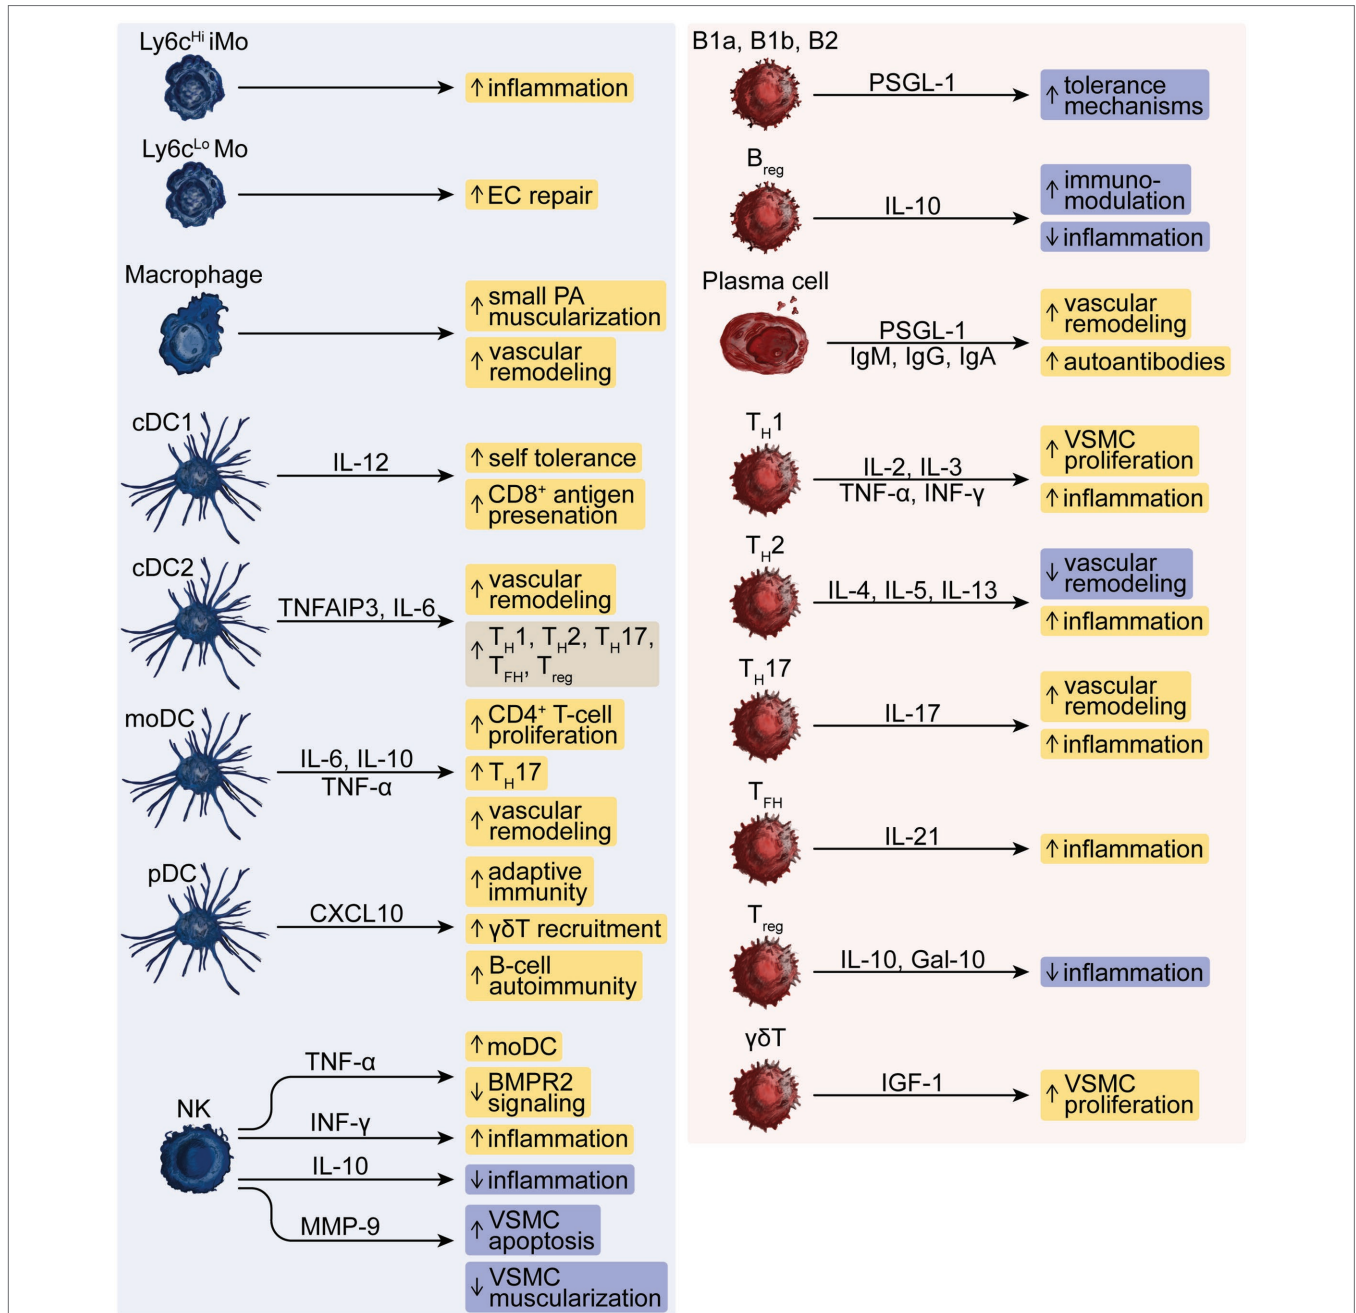 Ly6cHi iMo
↑ inflammation
Ly6cLo Mo
↑ EC repair
Macrophage
↑ small PA
muscularization
↑ vascular
remodeling
cDC1
IL-12
↑ self tolerance
↑ CD8+ antigen
presenation
cDC2
TNFAIP3, IL-6
↑ vascular
remodeling
↑ TH1, TH2, TH17,
TFH, Treg
moDC
IL-6, IL-10
TNF-α
↑ CD4+ T-cell
proliferation
↑ TH17
↑ vascular
remodeling
pDC
CXCL10
↑ adaptive
immunity
↑ γδT recruitment
↑ B-cell
autoimmunity
NK
TNF-α
↑ moDC
↓ BMPR2
signaling
INF-γ
↑ inflammation
IL-10
↓ inflammation
MMP-9
↑ VSMC
apoptosis
↓ VSMC
muscularization
B1a, B1b, B2
PSGL-1
↑ tolerance
mechanisms
Breg
IL-10
↑ immuno-
modulation
↓ inflammation
Plasma cell
PSGL-1
IgM, IgG, IgA
↑ vascular
remodeling
↑ autoantibodies
TH1
IL-2, IL-3
TNF-α, INF-γ
↑ VSMC
proliferation
↑ inflammation
TH2
IL-4, IL-5, IL-13
↓ vascular
remodeling
↑ inflammation
TH17
IL-17
↑ vascular
remodeling
↑ inflammation
TFH
IL-21
↑ inflammation
Treg
IL-10, Gal-10
↓ inflammation
γδT
IGF-1
↑ VSMC
proliferation